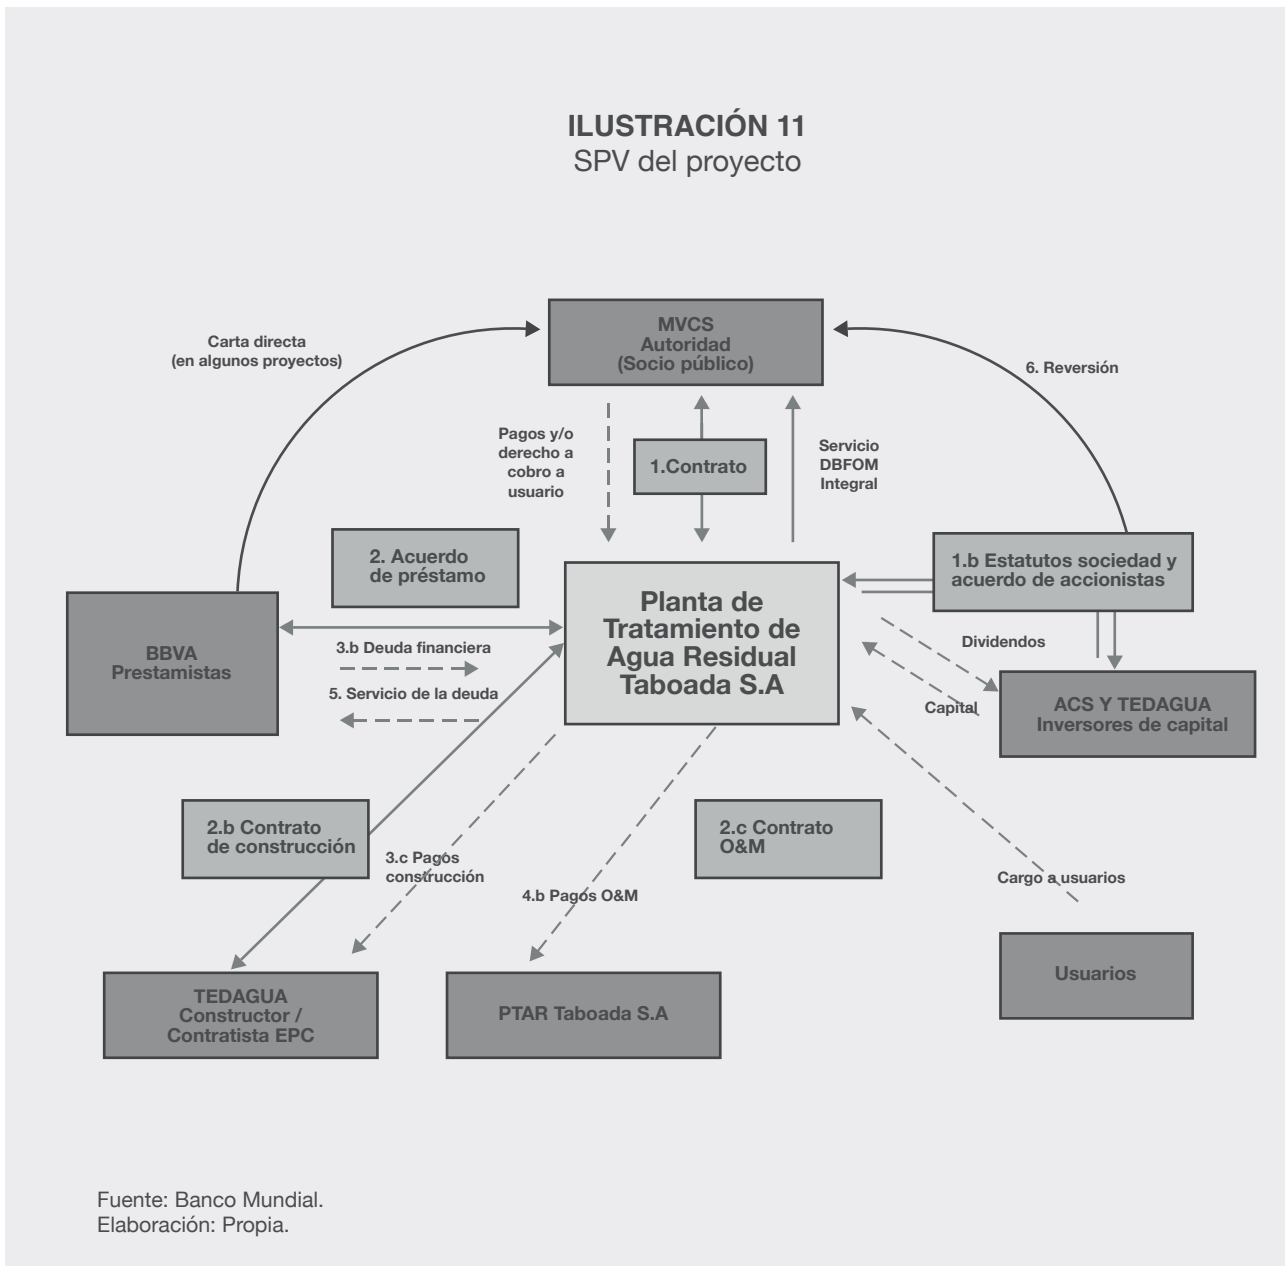 ILUSTRACIÓN 11
SPV del proyecto
MVCS
Autoridad
(Socio público)
Carta directa
(en algunos proyectos)
6. Reversión
Pagos y/o
derecho a
cobro a
usuario
1.Contrato
Servicio
DBFOM
Integral
2. Acuerdo
de préstamo
1.b Estatutos sociedad y
acuerdo de accionistas
BBVA
Prestamistas
3.b Deuda financiera
5. Servicio de la deuda
Planta de
Tratamiento de
Agua Residual
Taboada S.A
Dividendos
Capital
ACS Y TEDAGUA
Inversores de capital
2.b Contrato
de construcción
3.c Pagos
construcción
2.c Contrato
O&M
4.b Pagos O&M
Cargo a usuarios
TEDAGUA
Constructor /
Contratista EPC
PTAR Taboada S.A
Usuarios
Fuente: Banco Mundial.
Elaboración: Propia.